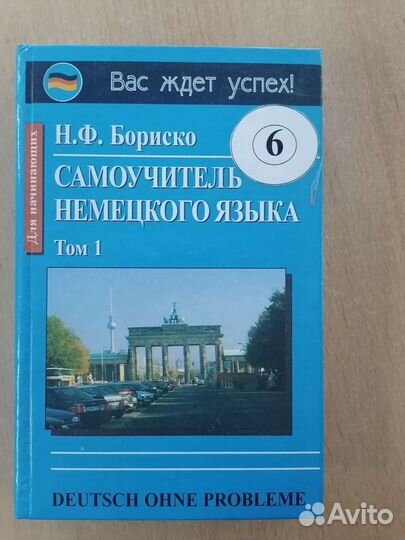 Вас ждет успех!
Для начинающих
Н.Ф. Бориско
6
САМОУЧИТЕЛЬ
НЕМЕЦКОГО ЯЗЫКА
Том 1
DEUTSCH OHNE PROBLEME
Avito